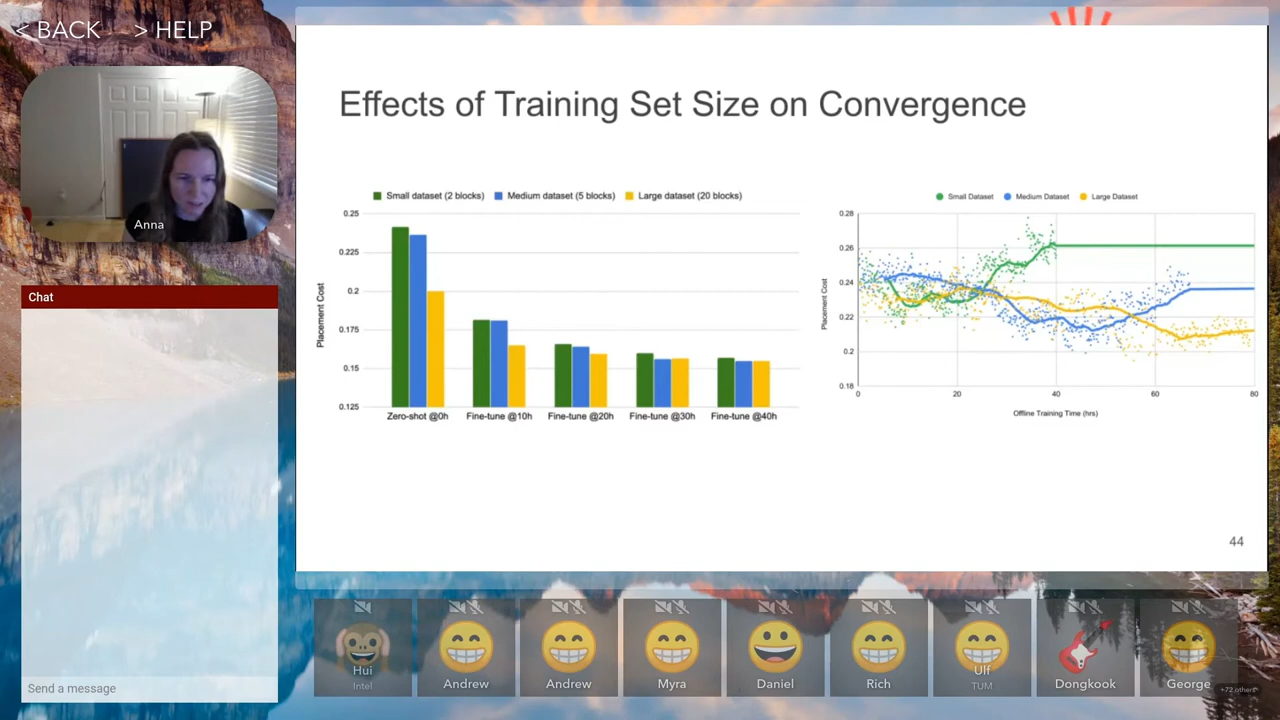 < BACK > HELP
Anna
Chat
Send a message
Effects of Training Set Size on Convergence
Small dataset (2 blocks) Medium dataset (5 blocks) Large dataset (20 blocks)
Placement Cost
0.25
0.225
0.2
0.175
0.15
0.125
Zero-shot @0h Fine-tune @10h Fine-tune @20h Fine-tune @30h Fine-tune @40h
Small Dataset Medium Dataset Large Dataset
Placement Cost
0.28
0.26
0.24
0.22
0.2
0.18
0 20 40 60 80
Offline Training Time (hrs)
44
Hui
Intel
Andrew
Andrew
Myra
Daniel
Rich
Ulf
TUM
Dongkook
George
+72 others